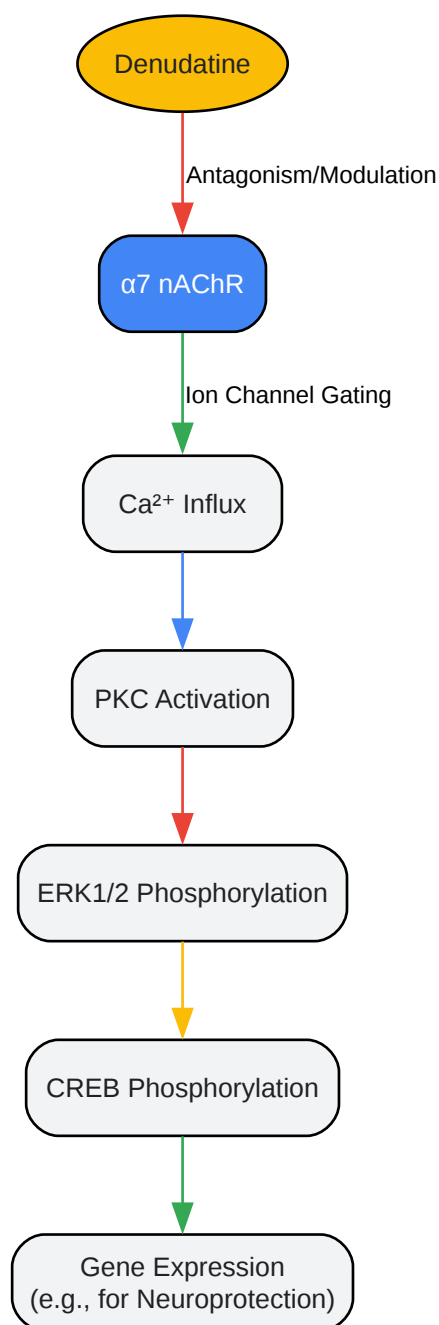 Denudatine
Antagonism/Modulation
α7 nAChR
Ion Channel Gating
Ca²⁺ Influx
PKC Activation
ERK1/2 Phosphorylation
CREB Phosphorylation
Gene Expression
(e.g., for Neuroprotection)